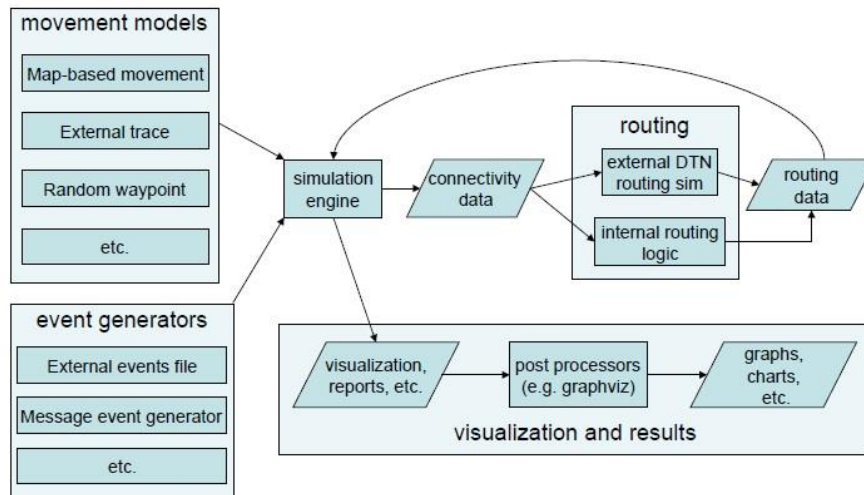 movement models
Map-based movement
External trace
Random waypoint
etc.
event generators
External events file
Message event generator
etc.
simulation
engine
connectivity
data
routing
external DTN
routing sim
internal routing
logic
routing
data
visualization,
reports, etc.
post processors
(e.g. graphviz)
graphs,
charts,
etc.
visualization and results